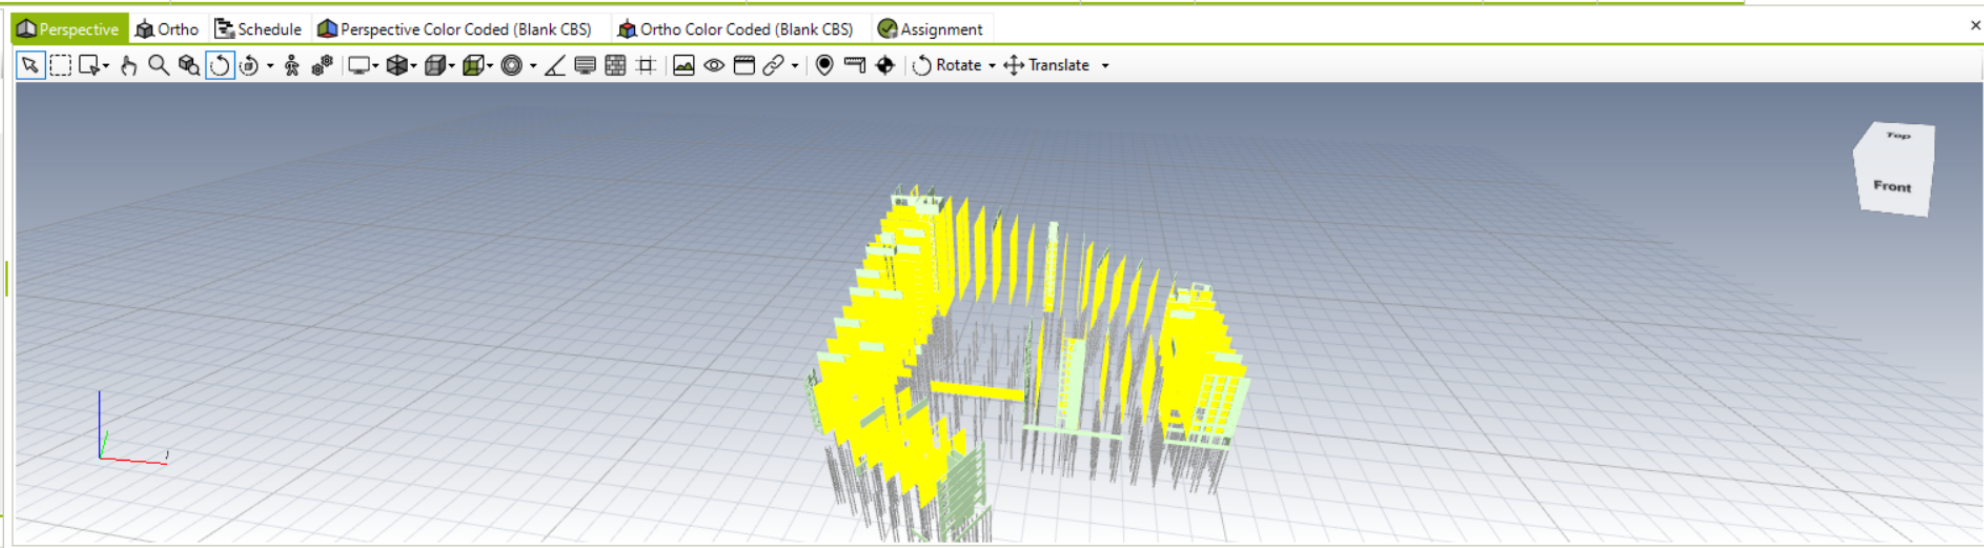 Perspective Ortho Schedule Perspective Color Coded (Blank CBS) Ortho Color Coded (Blank CBS) Assignment
Rotate Translate
Top
Front